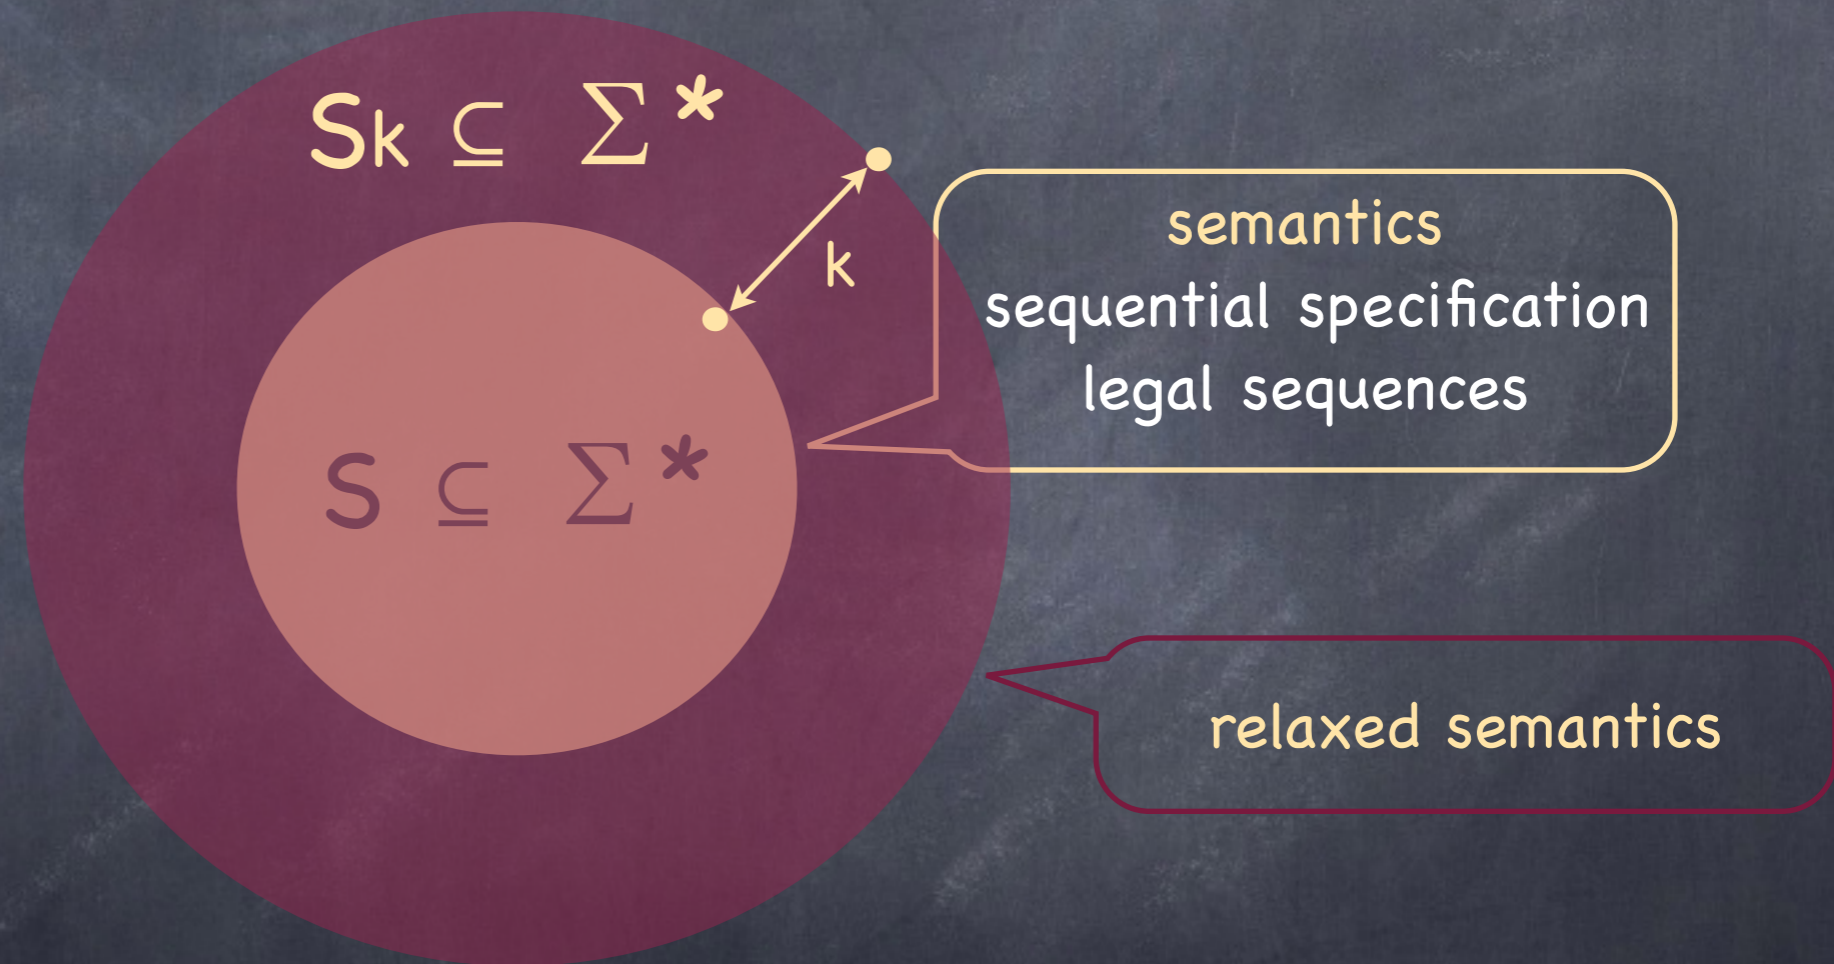 Sk ⊆ Σ*
k
semantics
sequential specification
legal sequences
S ⊆ Σ*
relaxed semantics